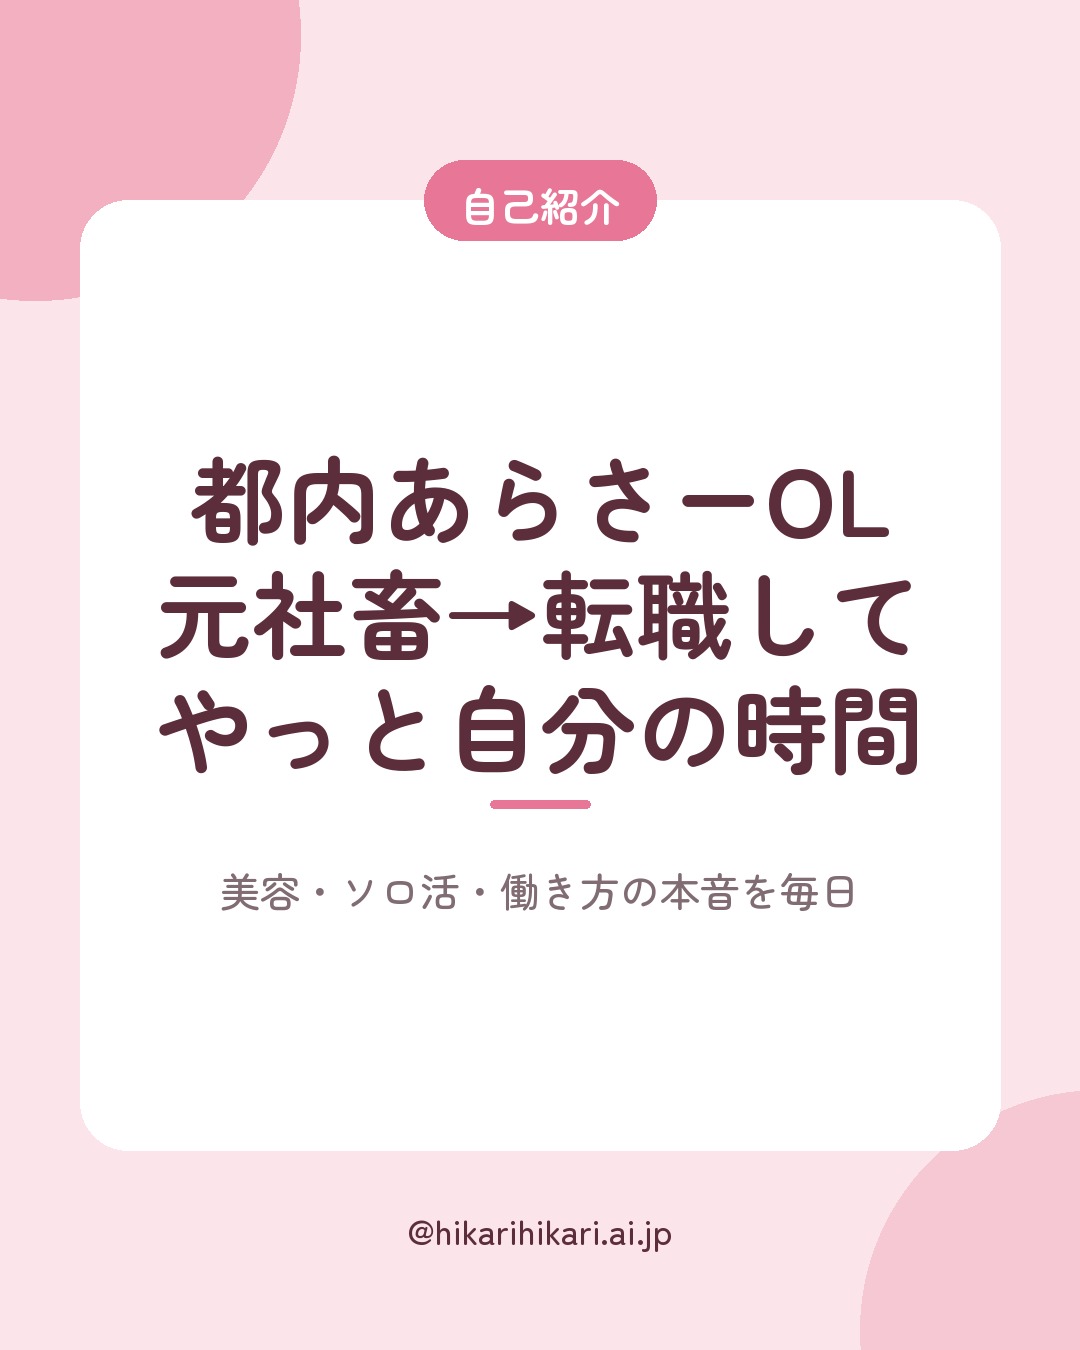 自己紹介
都内あらさーOL
元社畜→転職して
やっと自分の時間
美容・ソロ活・働き方の本音を毎日
@hikarihikari.ai.jp